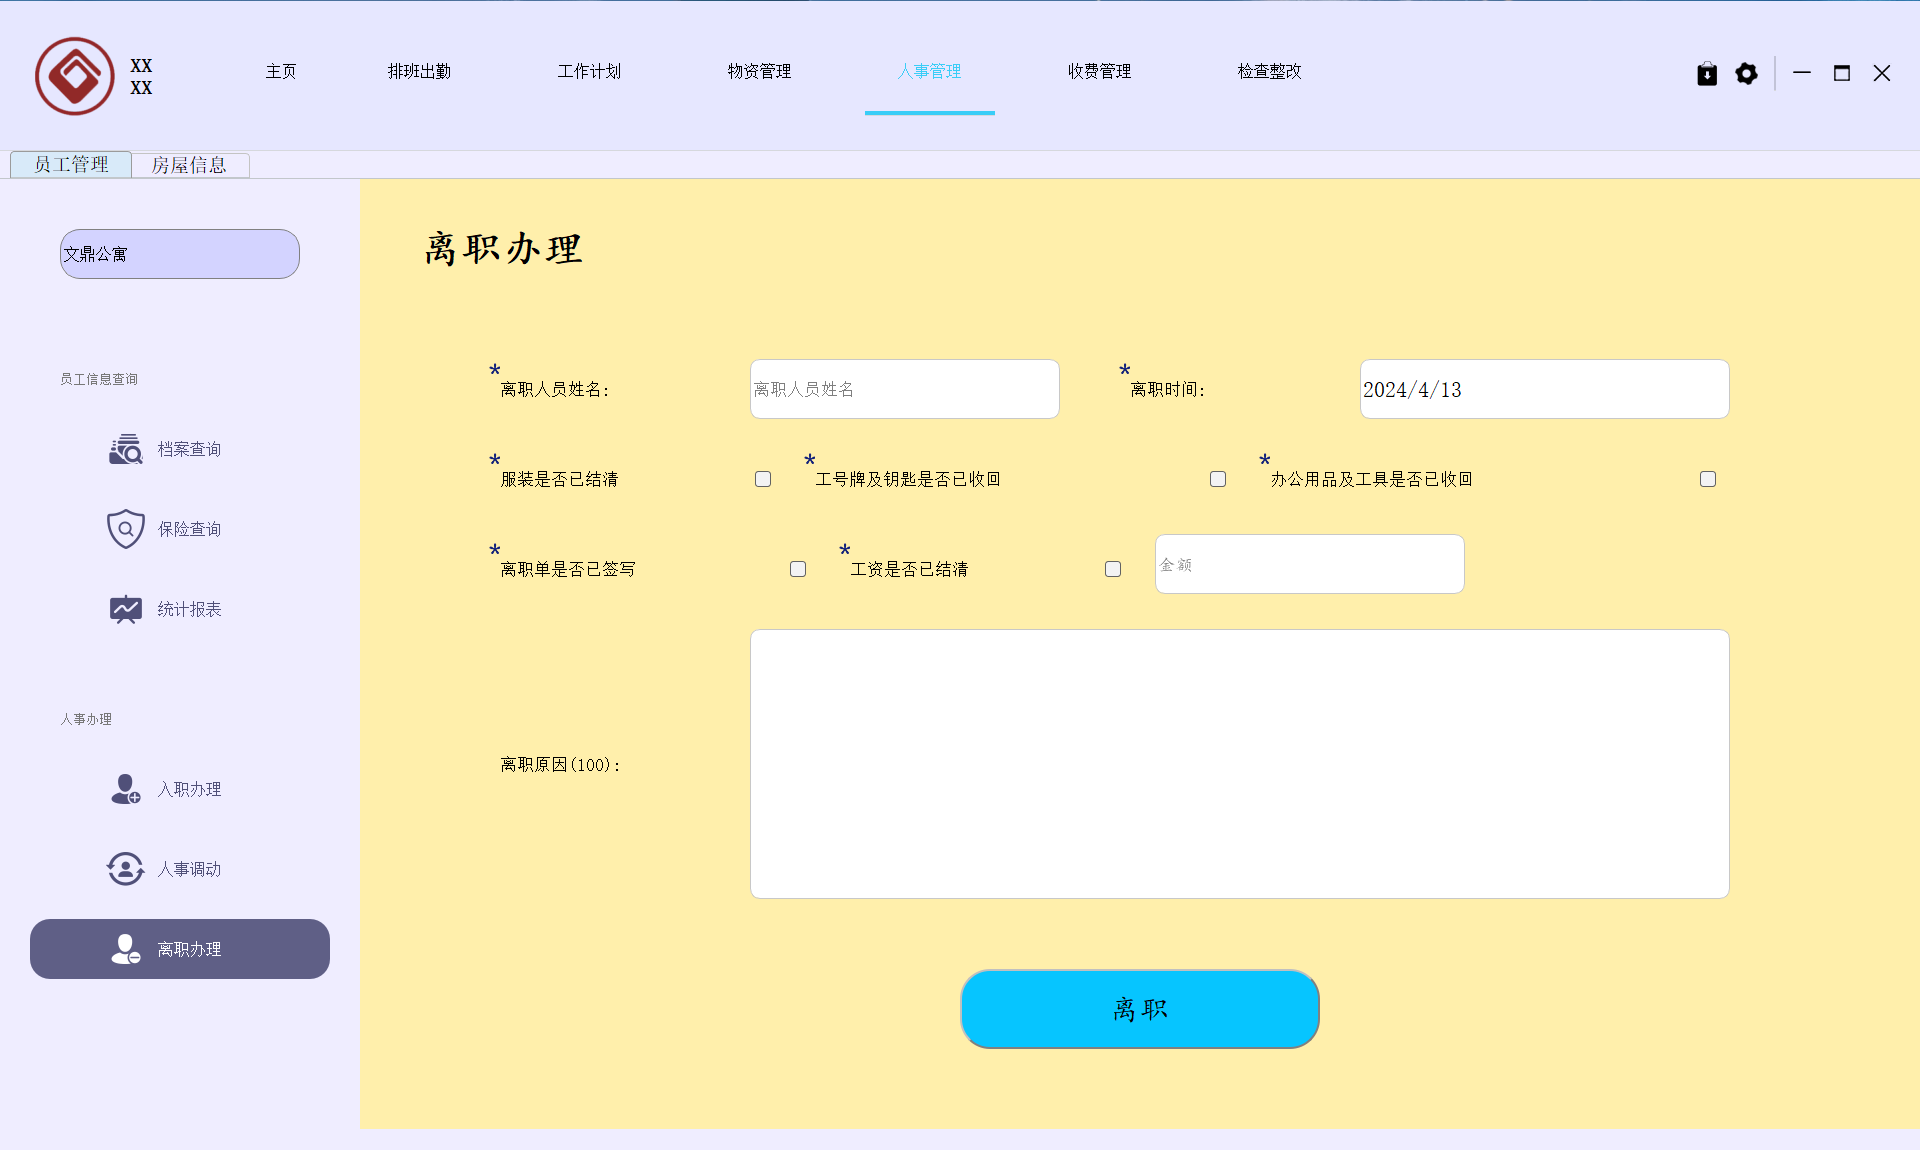 XX
XX
主页
排班出勤
工作计划
物资管理
人事管理
收费管理
检查整改
员工管理
房屋信息
文鼎公寓
员工信息查询
档案查询
保险查询
统计报表
人事办理
入职办理
人事调动
离职办理
离职办理
*离职人员姓名:
离职人员姓名
*离职时间:
2024/4/13
*服装是否已结清
*工号牌及钥匙是否已收回
*办公用品及工具是否已收回
*离职单是否已签写
*工资是否已结清
金额
离职原因(100):
离职